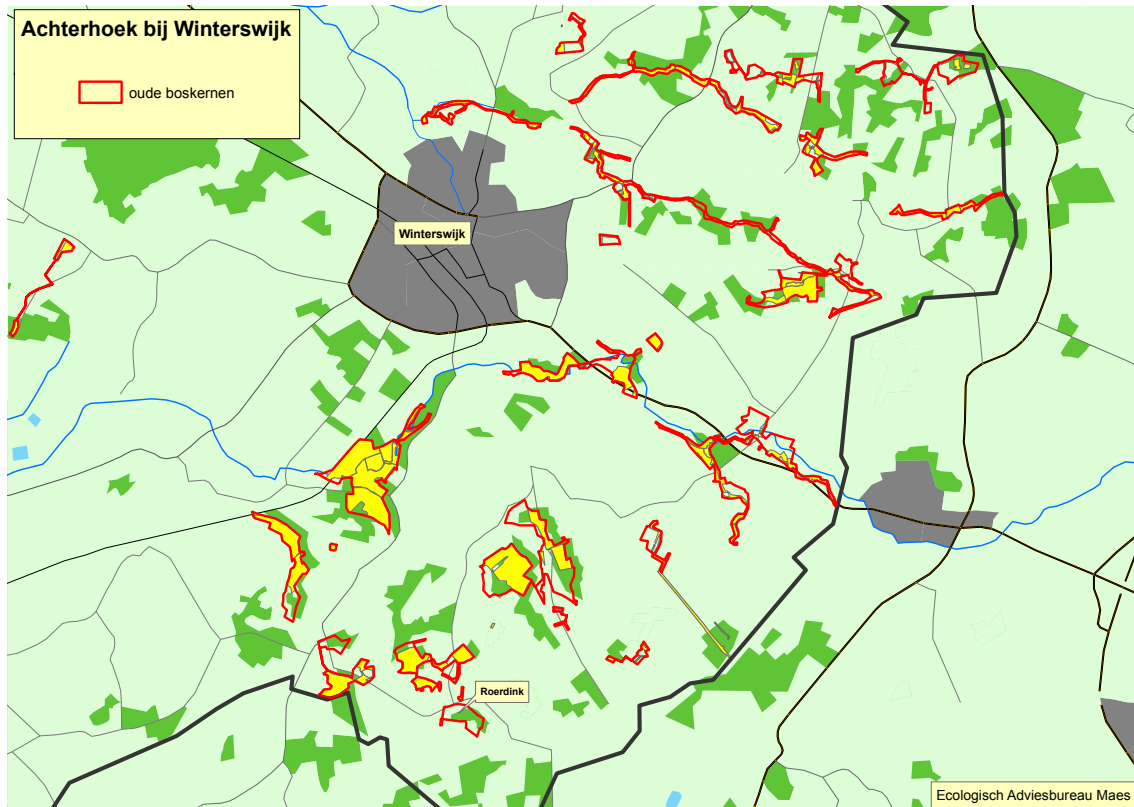 Achterhoek bij Winterswijk
oude boskernen
Winterswijk
Roerdink
Ecologisch Adviesbureau Maes